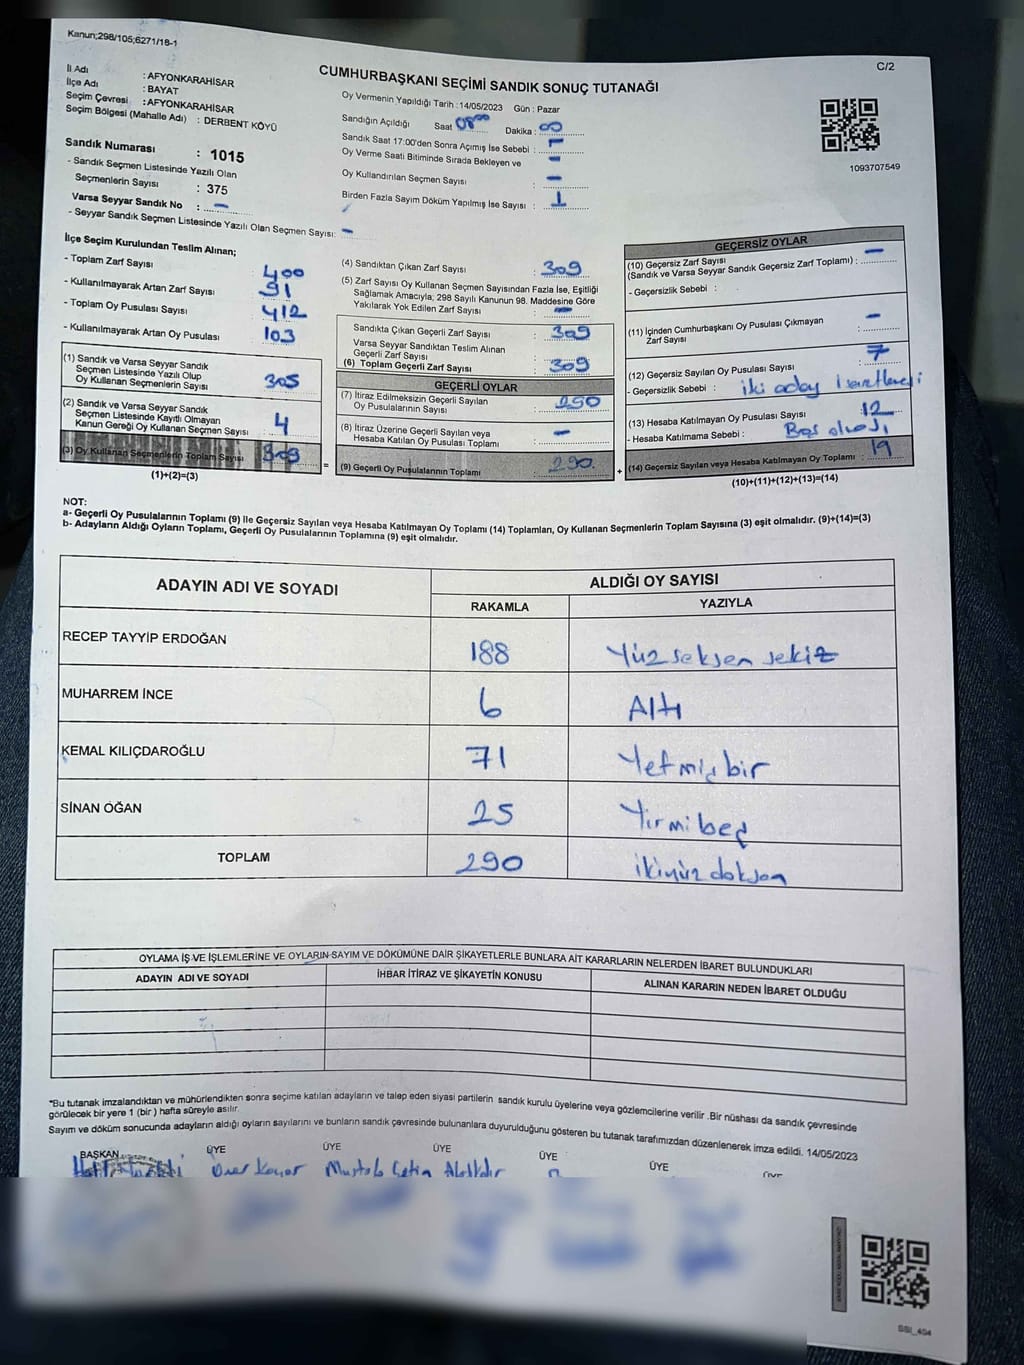 Kanun;298/105;6271/18-1
C/2
CUMHURBAŞKANI SEÇİMİ SANDIK SONUÇ TUTANAĞI
İl Adı : AFYONKARAHİSAR
İlçe Adı : BAYAT
Seçim Çevresi : AFYONKARAHİSAR
Seçim Bölgesi (Mahalle Adı) : DERBENT KÖYÜ
Sandık Numarası : 1015
- Sandık Seçmen Listesinde Yazılı Olan
Seçmenlerin Sayısı : 375
Varsa Seyyar Sandık No : -
- Seyyar Sandık Seçmen Listesinde Yazılı Olan Seçmen Sayısı: -
Oy Vermenin Yapıldığı Tarih : 14/05/2023 Gün : Pazar
Sandığın Açıldığı Saat 08°° Dakika : 00
Sandık Saat 17:00'den Sonra Açımış İse Sebebi : -
Oy Verme Saati Bitiminde Sırada Bekleyen ve -
Oy Kullandırılan Seçmen Sayısı : -
Birden Fazla Sayım Döküm Yapılmış İse Sayısı : 1
1093707549
İlçe Seçim Kurulundan Teslim Alınan;
- Toplam Zarf Sayısı : 400
- Kullanılmayarak Artan Zarf Sayısı : 91
- Toplam Oy Pusulası Sayısı : 412
- Kullanılmayarak Artan Oy Pusulası : 103
(1) Sandık ve Varsa Seyyar Sandık
Seçmen Listesinde Yazılı Olup
Oy Kullanan Seçmenlerin Sayısı : 305
(2) Sandık ve Varsa Seyyar Sandık
Seçmen Listesinde Kayıtlı Olmayan
Kanun Gereği Oy Kullanan Seçmen Sayısı : 4
(3) Oy Kullanan Seçmenlerin Toplam Sayısı : 309
(1)+(2)=(3)
=
(4) Sandıktan Çıkan Zarf Sayısı : 309
(5) Zarf Sayısı Oy Kullanan Seçmen Sayısından Fazla İse, Eşitliği
Sağlamak Amacıyla, 298 Sayılı Kanunun 98. Maddesine Göre
Yakılarak Yok Edilen Zarf Sayısı : -
Sandıkta Çıkan Geçerli Zarf Sayısı : 309
Varsa Seyyar Sandıktan Teslim Alınan
Geçerli Zarf Sayısı :
(6) Toplam Geçerli Zarf Sayısı : 309
GEÇERLİ OYLAR
(7) İtiraz Edilmeksizin Geçerli Sayılan
Oy Pusulalarının Sayısı : 290
(8) İtiraz Üzerine Geçerli Sayılan veya
Hesaba Katılan Oy Pusulası Toplamı : -
(9) Geçerli Oy Pusulalarının Toplamı : 290
+
GEÇERSİZ OYLAR
(10) Geçersiz Zarf Sayısı -
(Sandık ve Varsa Seyyar Sandık Geçersiz Zarf Toplamı) :
- Geçersizlik Sebebi :
(11) İçinden Cumhurbaşkanı Oy Pusulası Çıkmayan -
Zarf Sayısı :
(12) Geçersiz Sayılan Oy Pusulası Sayısı : 7
- Geçersizlik Sebebi : iki aday işaretlemesi
(13) Hesaba Katılmayan Oy Pusulası Sayısı : 12
- Hesaba Katılmama Sebebi : Boş olması
(14) Geçersiz Sayılan veya Hesaba Katılmayan Oy Toplamı : 19
(10)+(11)+(12)+(13)=(14)
NOT:
a- Geçerli Oy Pusulalarının Toplamı (9) İle Geçersiz Sayılan veya Hesaba Katılmayan Oy Toplamı (14) Toplamları, Oy Kullanan Seçmenlerin Toplam Sayısına (3) eşit olmalıdır. (9)+(14)=(3)
b- Adayların Aldığı Oyların Toplamı, Geçerli Oy Pusulalarının Toplamına (9) eşit olmalıdır.
ADAYIN ADI VE SOYADI ALDIĞI OY SAYISI
RAKAMLA YAZIYLA
RECEP TAYYİP ERDOĞAN 188 Yüz seksen sekiz
MUHARREM İNCE 6 Altı
KEMAL KILIÇDAROĞLU 71 Yetmiş bir
SİNAN OĞAN 25 Yirmi beş
TOPLAM 290 ikiyüz doksan
OYLAMA İŞ VE İŞLEMLERİNE VE OYLARIN SAYIM VE DÖKÜMÜNE DAİR ŞİKAYETLERLE BUNLARA AİT KARARLARIN NELERDEN İBARET BULUNDUKLARI
ADAYIN ADI VE SOYADI İHBAR İTİRAZ VE ŞİKAYETİN KONUSU ALINAN KARARIN NEDEN İBARET OLDUĞU
*Bu tutanak imzalandıktan ve mühürlendikten sonra seçime katılan adayların ve talep eden siyasi partilerin sandık kurulu üyelerine veya gözlemcilerine verilir .Bir nüshası da sandık çevresinde
görülecek bir yere 1 (bir ) hafta süreyle asılır.
Sayım ve döküm sonucunda adayların aldığı oyların sayılarını ve bunların sandık çevresinde bulunanlara duyurulduğunu gösteren bu tutanak tarafımızdan düzenlenerek imza edildi. 14/05/2023
BAŞKAN ÜYE ÜYE ÜYE ÜYE ÜYE ÜYE
Mustafa Çetin